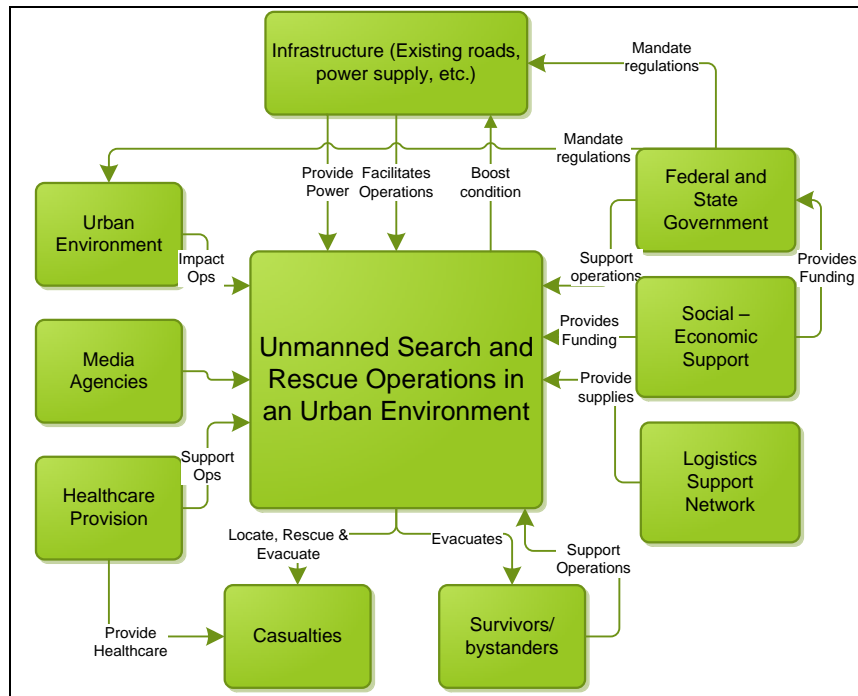 Infrastructure (Existing roads,
power supply, etc.)
Mandate
regulations
Mandate
regulations
Provide
Power
Facilitates
Operations
Boost
condition
Federal and
State
Government
Urban
Environment
Impact
Ops
Support
operations
Provides
Funding
Unmanned Search and
Rescue Operations in
an Urban Environment
Provides
Funding
Social –
Economic
Support
Media
Agencies
Provide
supplies
Support
Ops
Healthcare
Provision
Logistics
Support
Network
Locate, Rescue &
Evacuate
Evacuates
Support
Operations
Provide
Healthcare
Casualties
Survivors/
bystanders